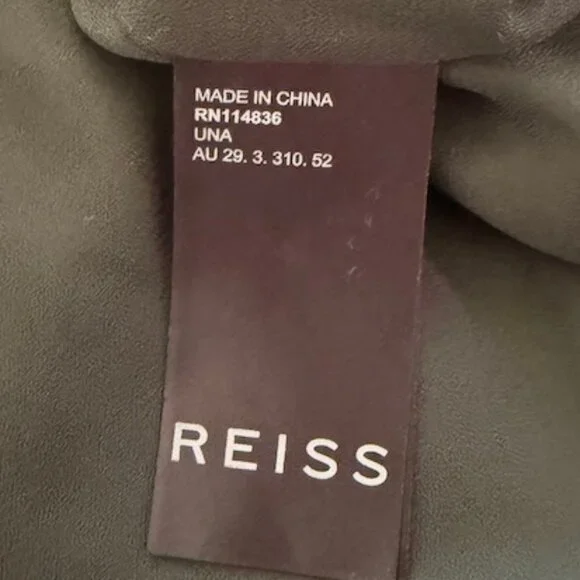 MADE IN CHINA
RN114836
UNA
AU 29. 3. 310. 52
REISS